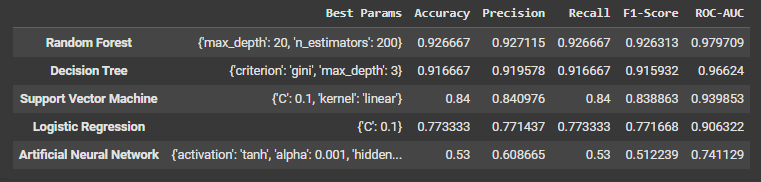 Best Params Accuracy Precision Recall F1-Score ROC-AUC
Random Forest {'max_depth': 20, 'n_estimators': 200} 0.926667 0.927115 0.926667 0.926313 0.979709
Decision Tree {'criterion': 'gini', 'max_depth': 3} 0.916667 0.919578 0.916667 0.915932 0.96624
Support Vector Machine {'C': 0.1, 'kernel': 'linear'} 0.84 0.840976 0.84 0.838863 0.939853
Logistic Regression {'C': 0.1} 0.773333 0.771437 0.773333 0.771668 0.906322
Artificial Neural Network {'activation': 'tanh', 'alpha': 0.001, 'hidden... 0.53 0.608665 0.53 0.512239 0.741129